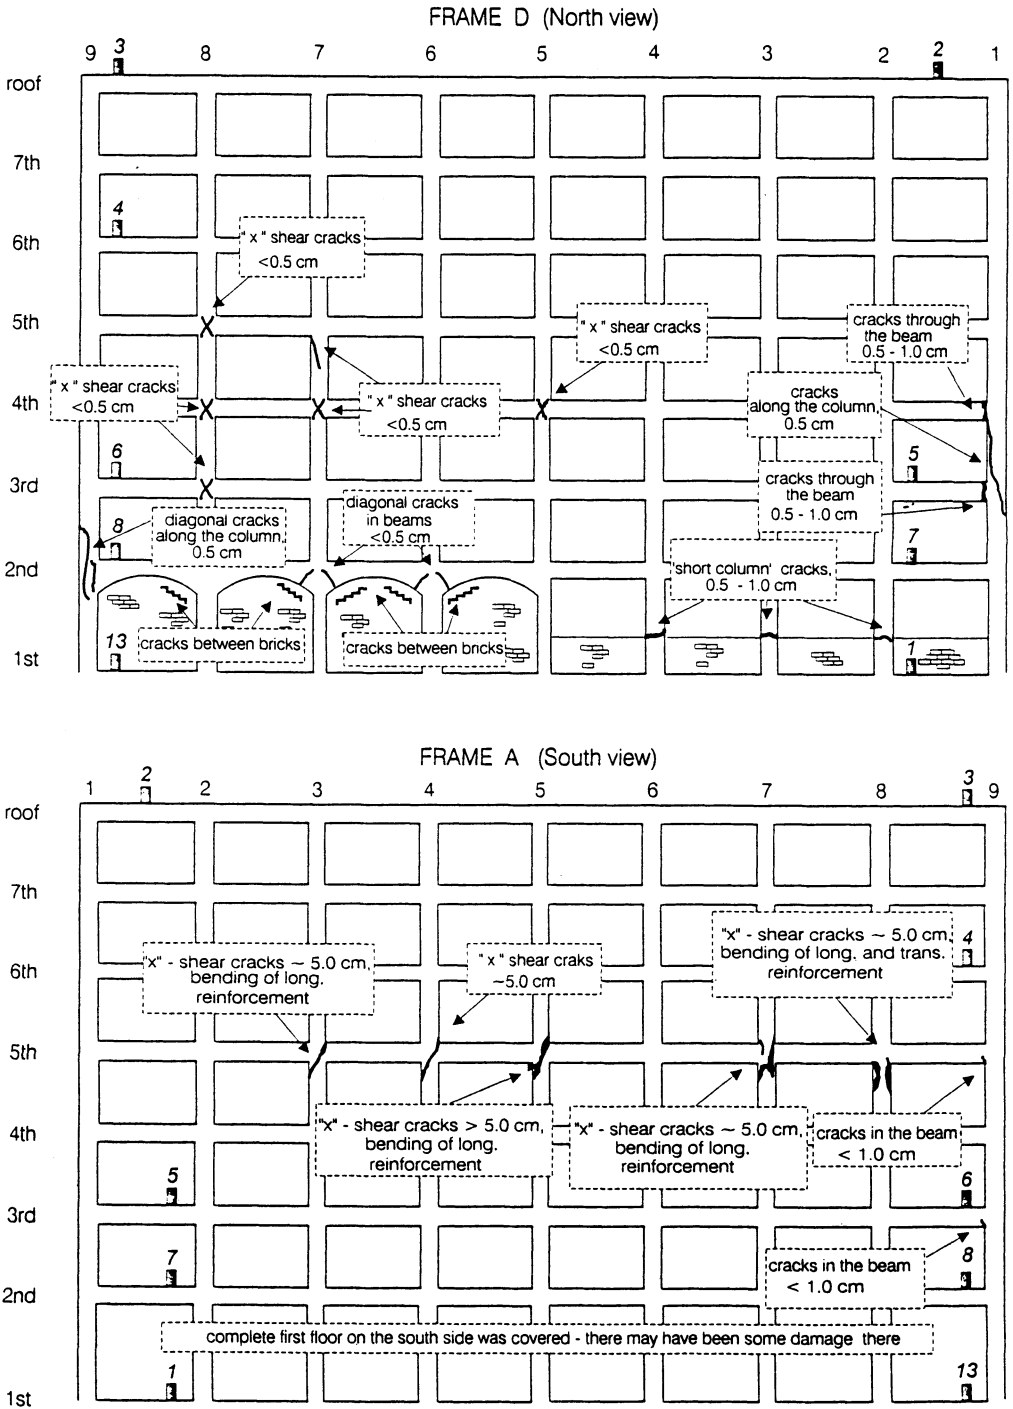 FRAME D (North view)
9 3 8 7 6 5 4 3 2 2 1
roof
7th
4
6th
"x" shear cracks
<0.5 cm
5th
"x" shear cracks
<0.5 cm
cracks through
the beam
0.5 - 1.0 cm
"x" shear cracks
<0.5 cm
4th
"x" shear cracks
<0.5 cm
cracks
along the column,
0.5 cm
6
5
3rd
cracks through
the beam
0.5 - 1.0 cm
diagonal cracks
along the column,
0.5 cm
diagonal cracks
in beams
<0.5 cm
8
7
2nd
'short column' cracks,
0.5 - 1.0 cm
13
cracks between bricks
cracks between bricks
1
1st
FRAME A (South view)
1 2 2 3 4 5 6 7 8 3 9
roof
7th
"x" - shear cracks ~ 5.0 cm,
bending of long.
reinforcement
"x" shear craks
~5.0 cm
"x" - shear cracks ~ 5.0 cm,
bending of long. and trans.
reinforcement
4
6th
5th
"x" - shear cracks > 5.0 cm,
bending of long.
reinforcement
"x" - shear cracks ~ 5.0 cm,
bending of long.
reinforcement
cracks in the beam
< 1.0 cm
4th
5
6
3rd
7
cracks in the beam
< 1.0 cm
8
2nd
complete first floor on the south side was covered - there may have been some damage there
1
13
1st